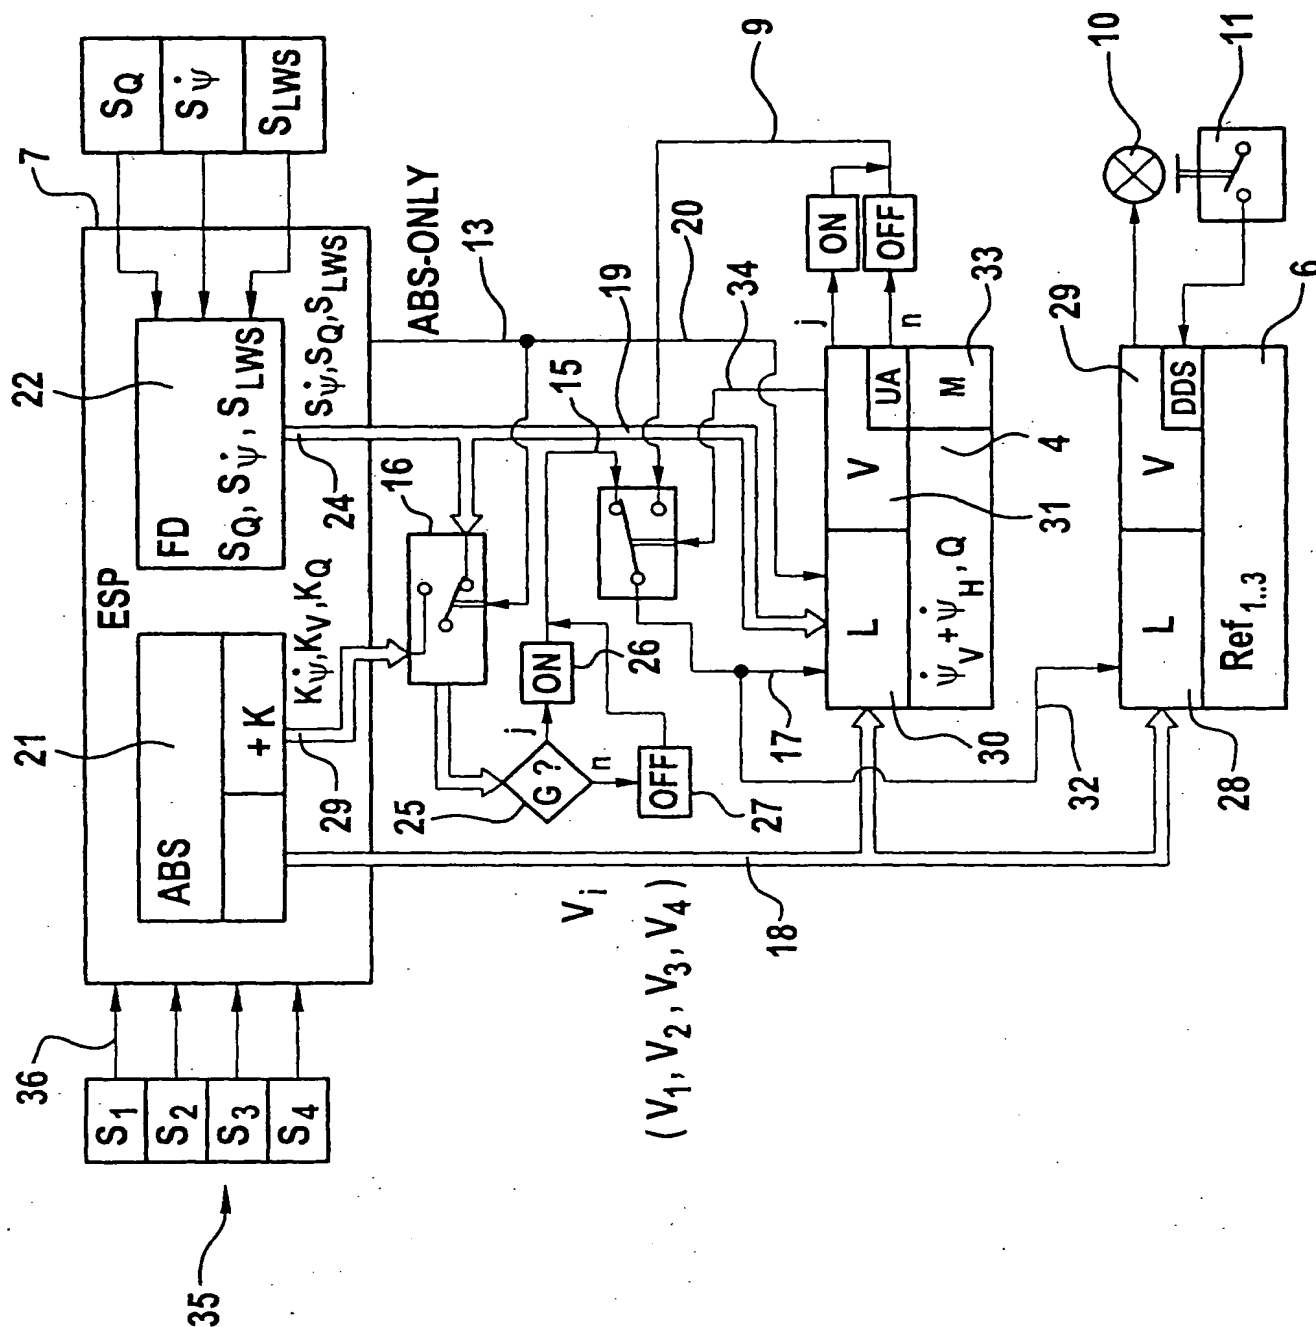 35
36
S1
S2
S3
S4
7
ESP
21
ABS
+K
22
FD
SQ, Sψ̇, SLWS
SQ
Sψ̇
SLWS
29
Kψ̇, KV, KQ
24
Sψ̇, SQ, SLWS
ABS-ONLY
13
16
15
19
20
34
9
25
G ?
j
n
ON
26
OFF
27
Vi
(V1, V2, V3, V4)
18
17
32
L
V
UA
M
ψ̇V + ψ̇H, Q
30
31
4
33
j
n
ON
OFF
10
11
L
V
DDS
Ref1..3
28
29
6